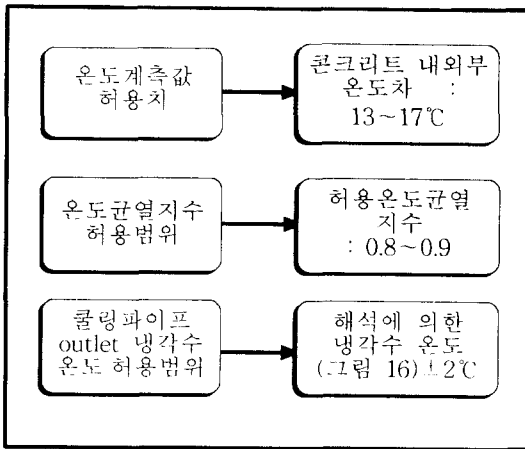 온도계측값
허용치
콘크리트 내외부
온도차 :
13~17℃
온도균열지수
허용범위
허용온도균열
지수
: 0.8~0.9
쿨링파이프
outlet 냉각수
온도 허용범위
해석에 의한
냉각수 온도
(그림 16)±2℃